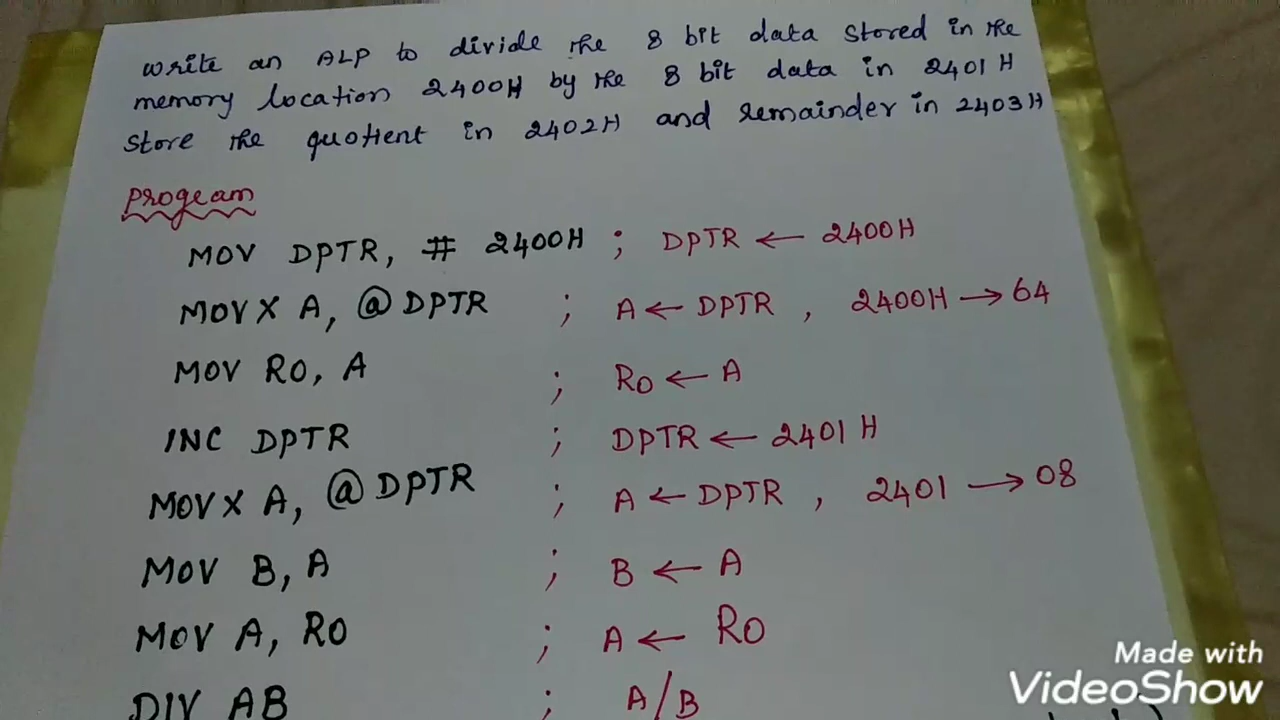 write an ALP to divide the 8 bit data stored in the
memory location 2400H by the 8 bit data in 2401H
store the quotient in 2402H and remainder in 2403H
Progeam
MOV DPTR, # 2400H ; DPTR ← 2400H
MOVX A, @DPTR ; A ← DPTR , 2400H → 64
MOV R0, A ; R0 ← A
INC DPTR ; DPTR ← 2401H
MOVX A, @DPTR ; A ← DPTR , 2401 → 08
MOV B, A ; B ← A
MOV A, R0 ; A ← R0
DIV AB ; A/B
Made with
VideoShow